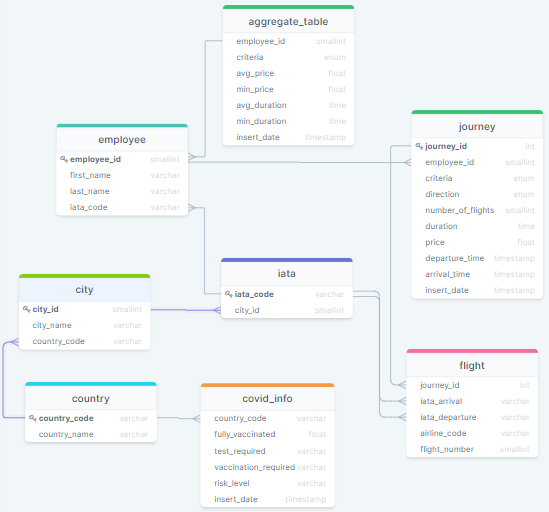 aggregate_table
employee_id smallint
criteria enum
avg_price float
min_price float
avg_duration time
min_duration time
insert_date timestamp
employee
employee_id smallint
first_name varchar
last_name varchar
iata_code varchar
journey
journey_id int
employee_id smallint
criteria enum
direction enum
number_of_flights smallint
duration time
price float
departure_time timestamp
arrival_time timestamp
insert_date timestamp
iata
iata_code varchar
city_id smallint
city
city_id smallint
city_name varchar
country_code varchar
flight
journey_id int
iata_arrival varchar
iata_departure varchar
airline_code varchar
flight_number smallint
country
country_code varchar
country_name varchar
covid_info
country_code varchar
fully_vaccinated float
test_required varchar
vaccination_required varchar
risk_level varchar
insert_date timestamp